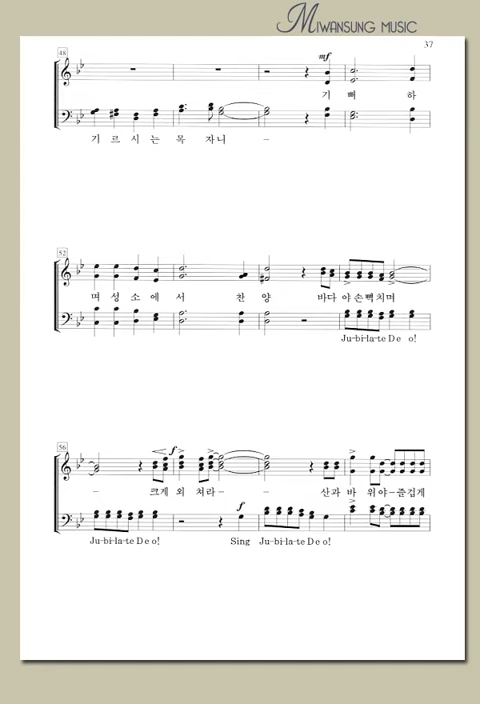 MIWANSUNG MUSIC
37
48
mf
기 뻐 하
기 르 시 는 목 자니 -
52
며 성 소 에 서 찬 양 바다 야 손뼉치며
Ju-bi-la-te De o!
56
f
- 크게 외 쳐라- - 산과 바 위야-즐겁게
f
Ju-bi-la-te De o! Sing Ju-bi-la-te De o!